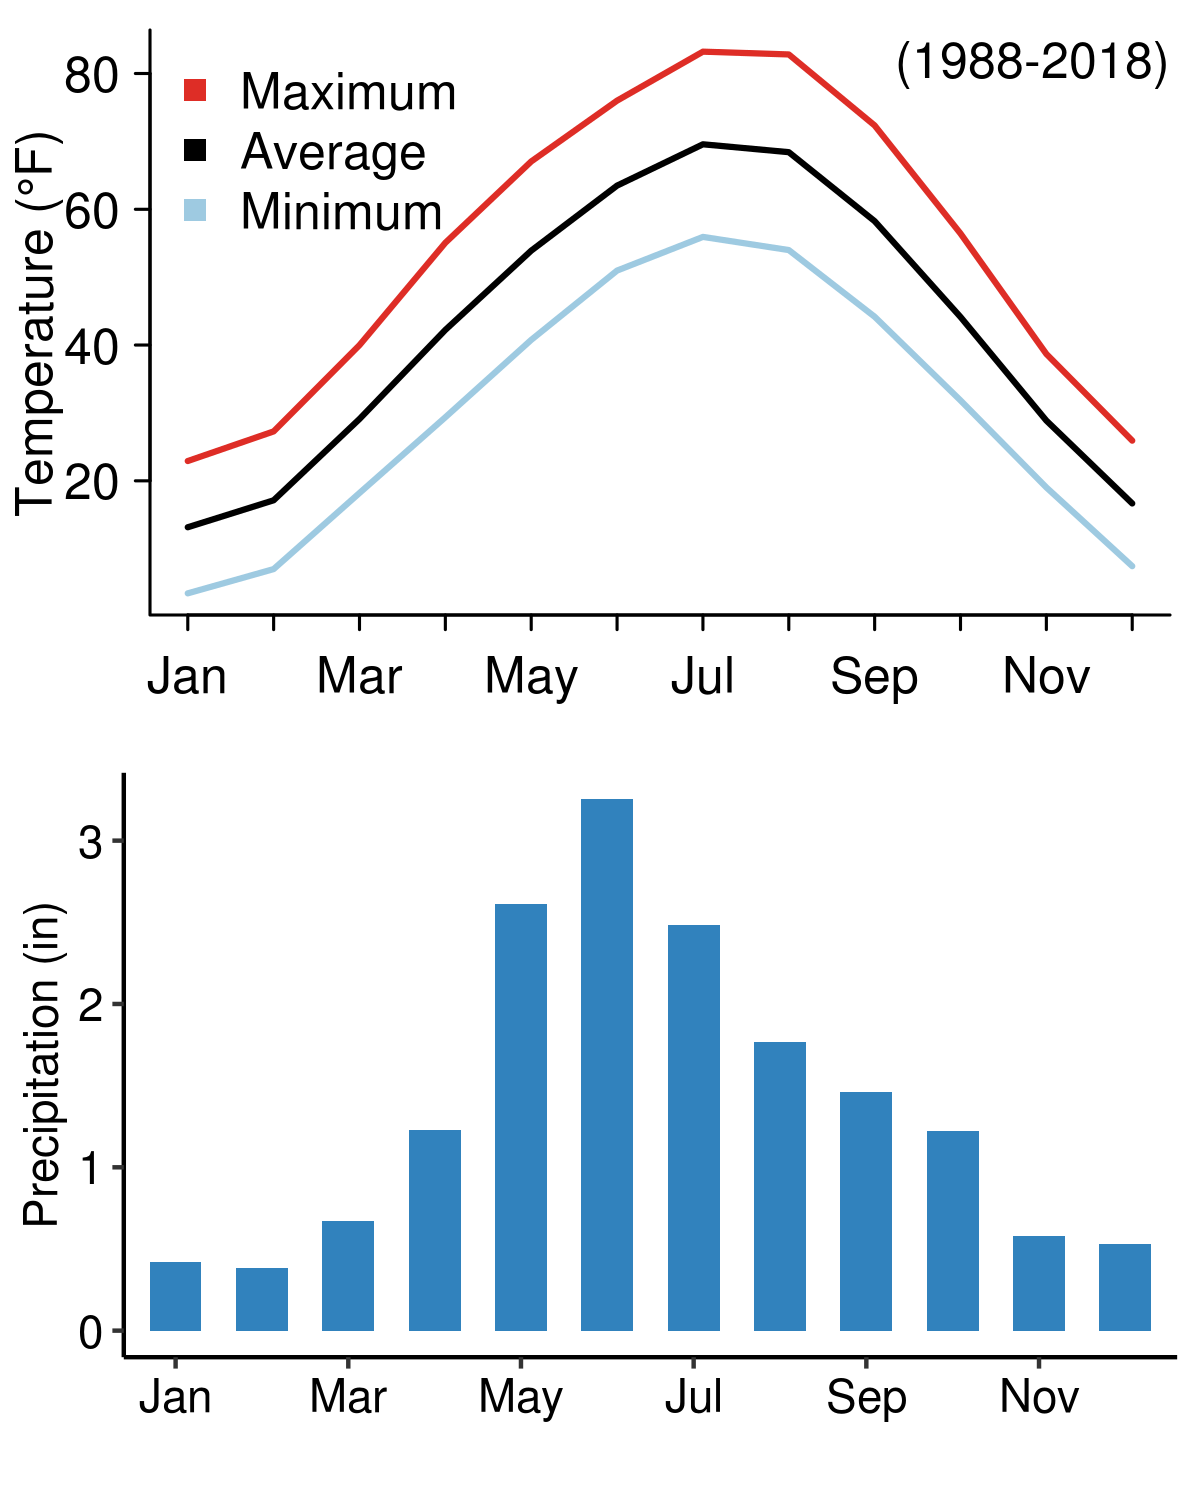 (1988-2018)
Maximum
Average
Minimum
Temperature (°F)
80
60
40
20
Jan Mar May Jul Sep Nov
Precipitation (in)
3
2
1
0
Jan Mar May Jul Sep Nov